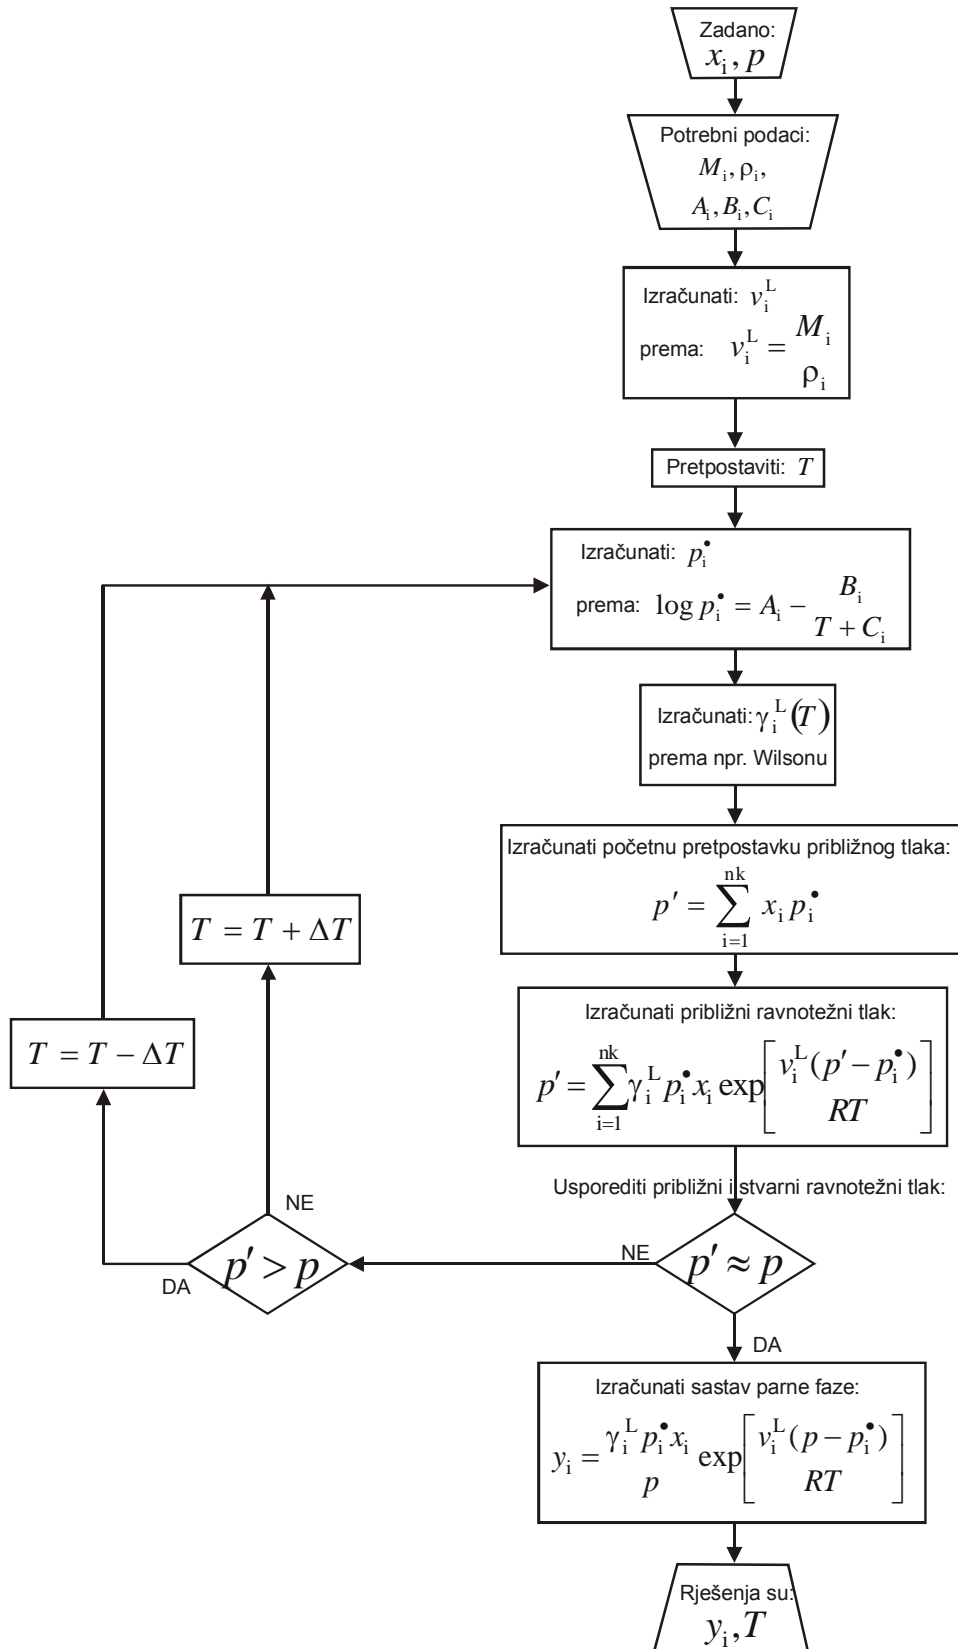 Zadano:
x_i, p
Potrebni podaci:
M_i, ρ_i,
A_i, B_i, C_i
Izračunati: v_i^L
prema: v_i^L = M_i / ρ_i
Pretpostaviti: T
Izračunati: p_i^•
prema: log p_i^• = A_i − B_i / (T + C_i)
Izračunati: γ_i^L (T)
prema npr. Wilsonu
Izračunati početnu pretpostavku približnog tlaka:
p′ = ∑_{i=1}^{nk} x_i p_i^•
Izračunati približni ravnotežni tlak:
p′ = ∑_{i=1}^{nk} γ_i^L p_i^• x_i exp[v_i^L (p′ − p_i^•) / RT]
T = T + ΔT
T = T − ΔT
Usporediti približni i stvarni ravnotežni tlak:
p′ ≈ p
NE
p′ > p
NE
DA
DA
Izračunati sastav parne faze:
y_i = γ_i^L p_i^• x_i / p exp[v_i^L (p − p_i^•) / RT]
Rješenja su:
y_i, T